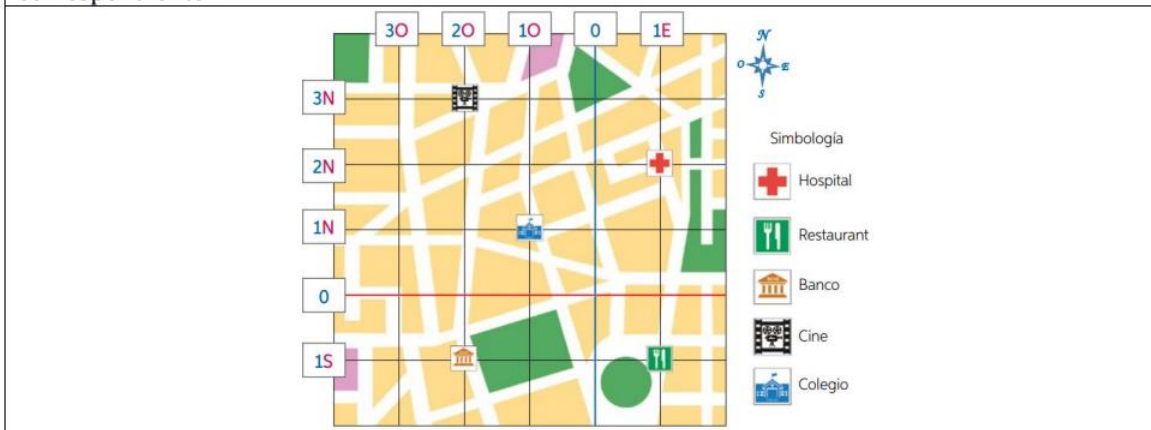 3O 2O 1O 0 1E
N
O E
S
3N
2N
1N
0
1S
Simbología
Hospital
Restaurant
Banco
Cine
Colegio